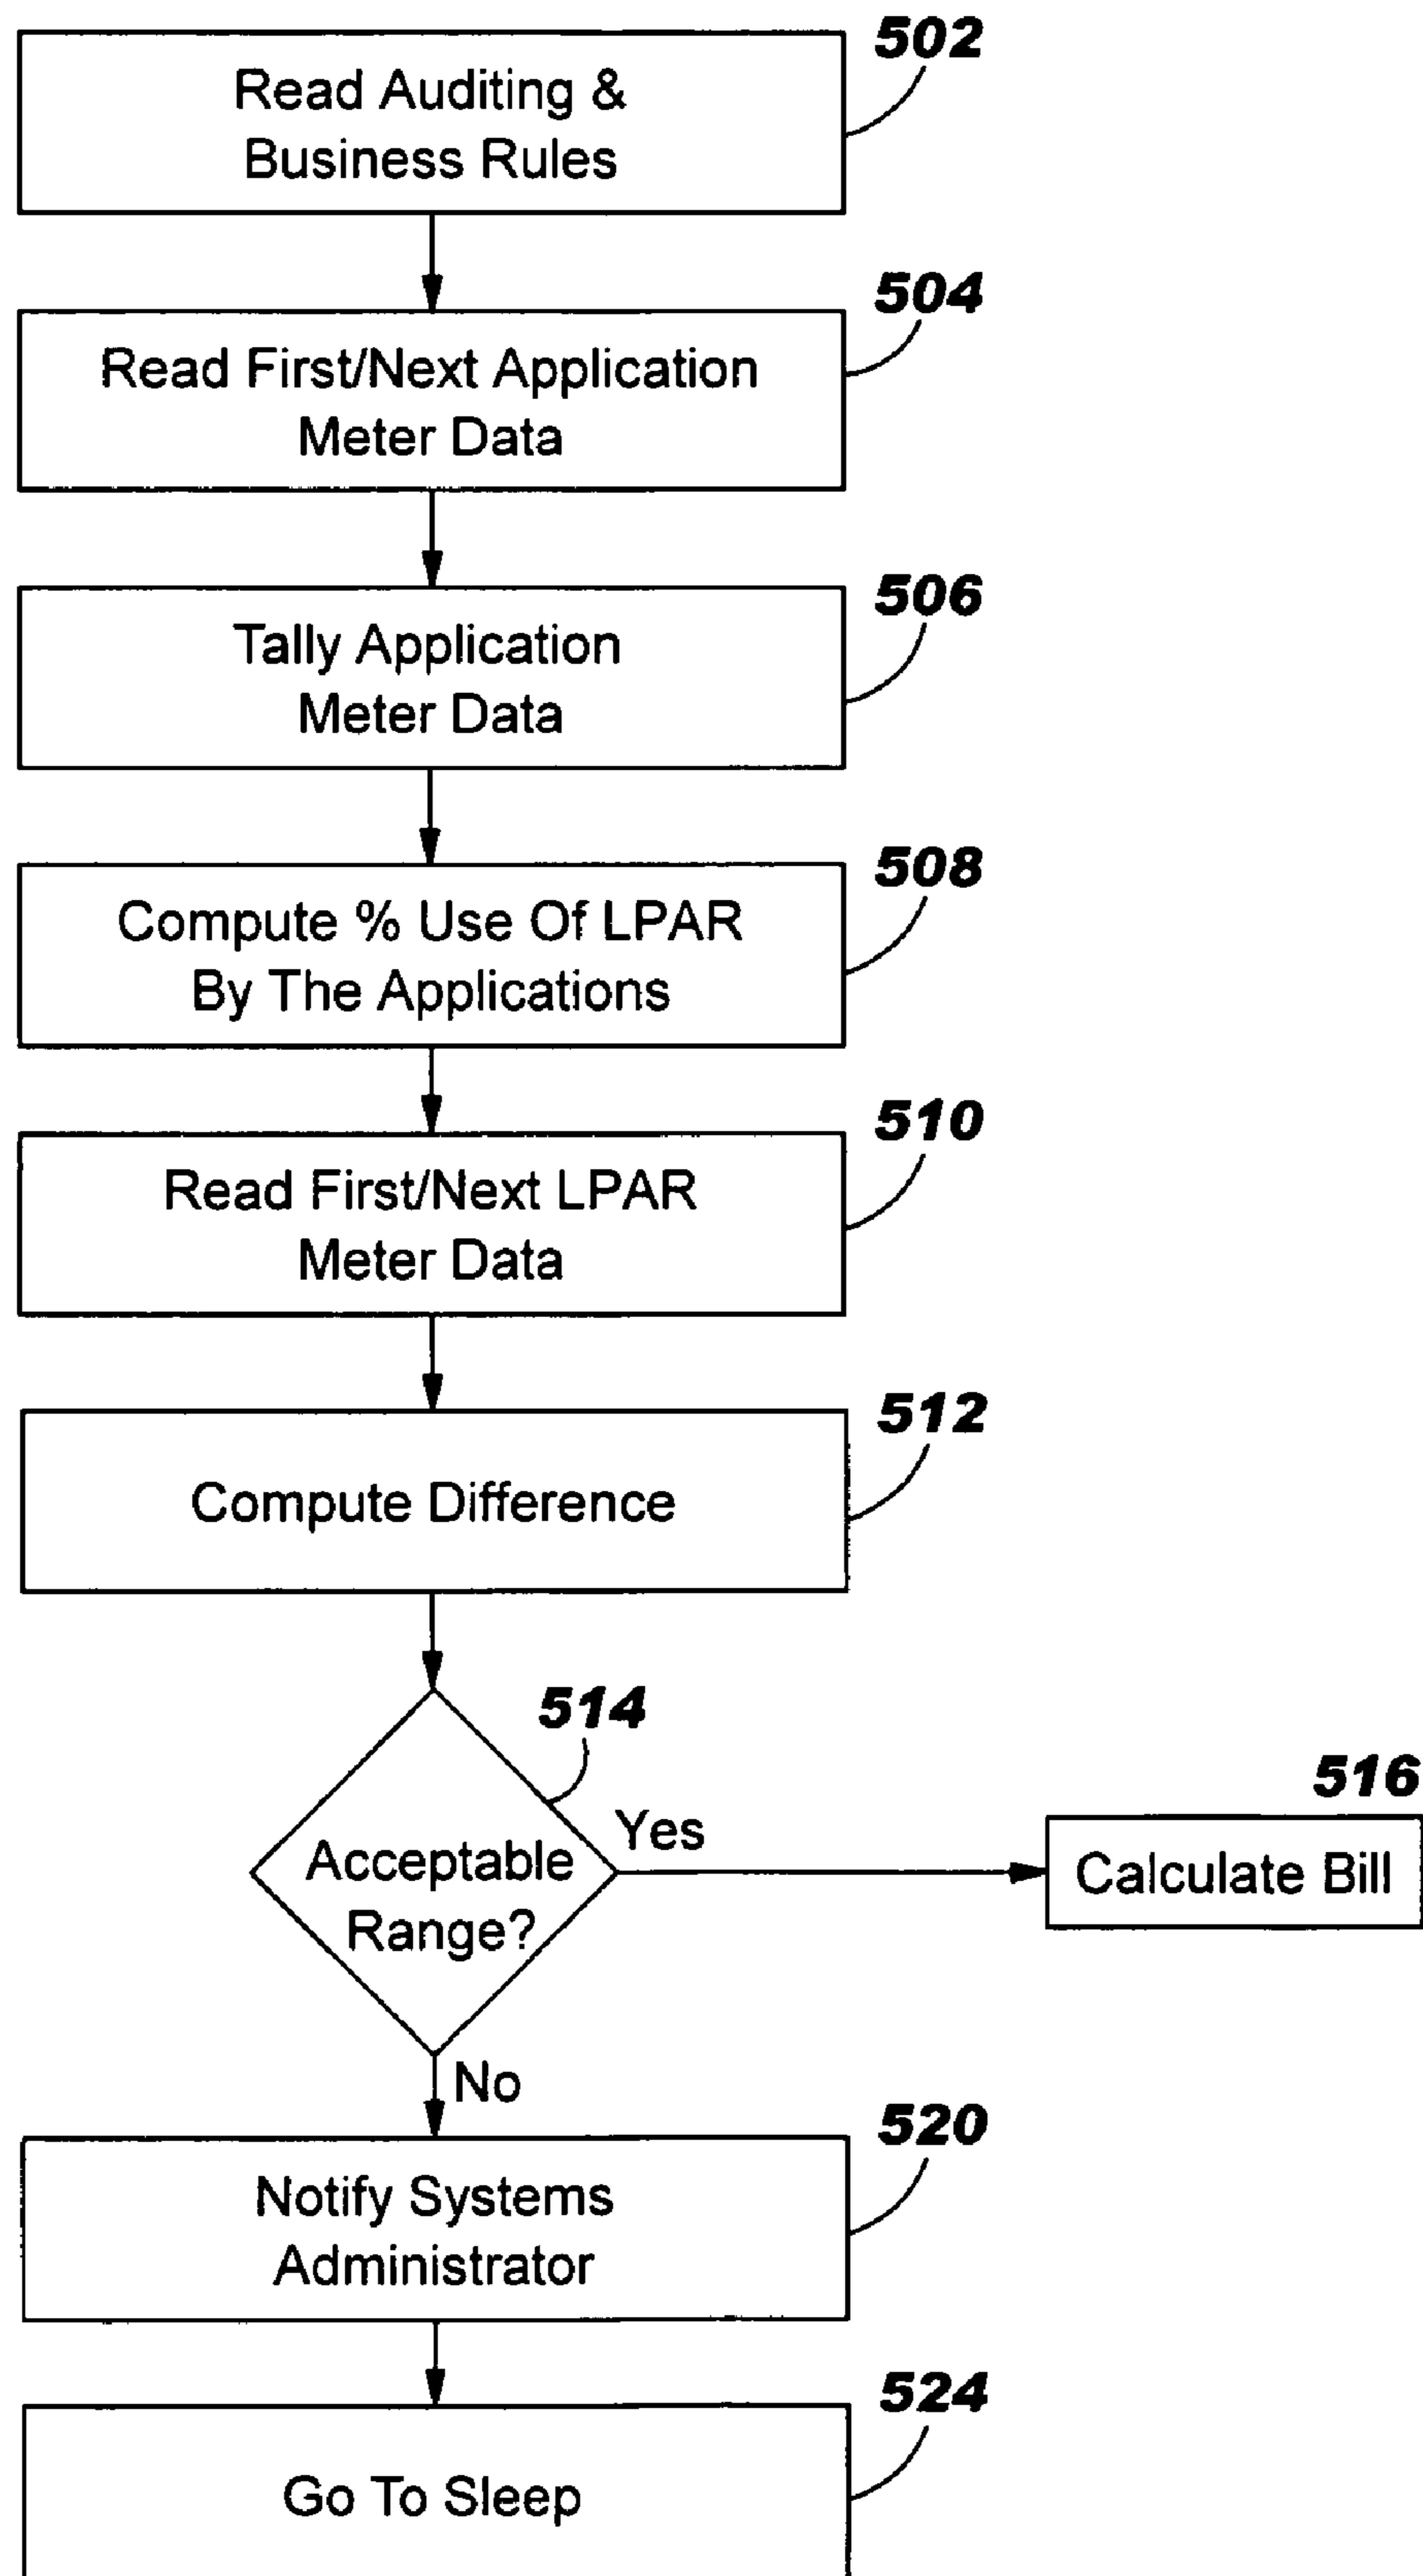 502
Read Auditing &
Business Rules
504
Read First/Next Application
Meter Data
506
Tally Application
Meter Data
508
Compute % Use Of LPAR
By The Applications
510
Read First/Next LPAR
Meter Data
512
Compute Difference
514
Acceptable
Range?
Yes
516
Calculate Bill
No
520
Notify Systems
Administrator
524
Go To Sleep